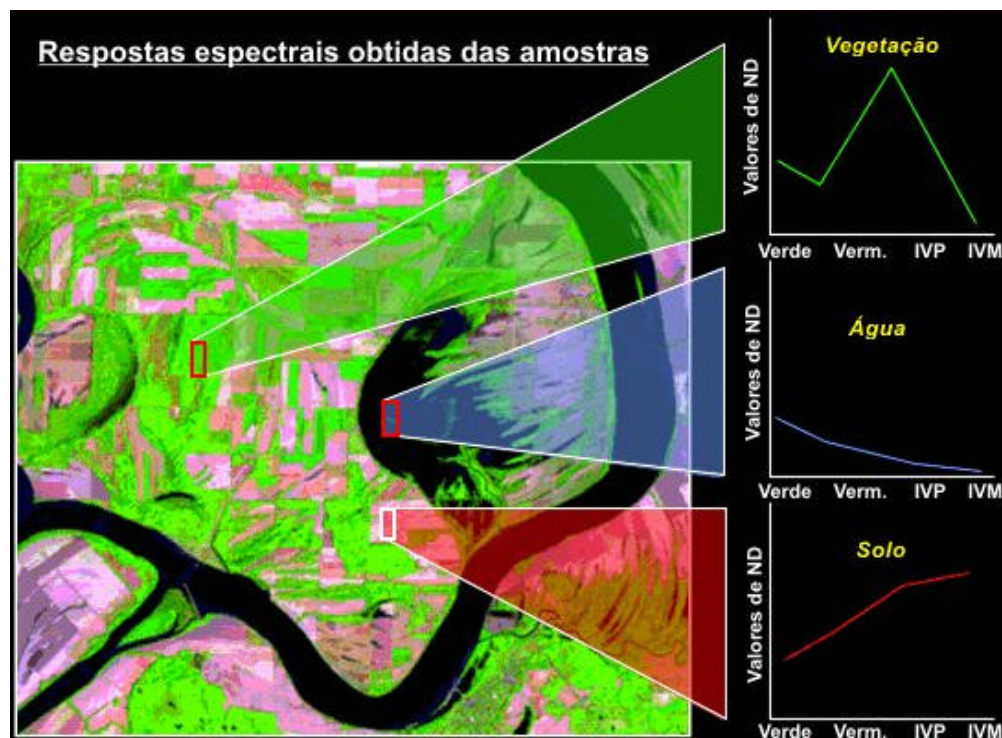 Respostas espectrais obtidas das amostras
Vegetação
Valores de ND
Verde Verm. IVP IVM
Água
Valores de ND
Verde Verm. IVP IVM
Solo
Valores de ND
Verde Verm. IVP IVM